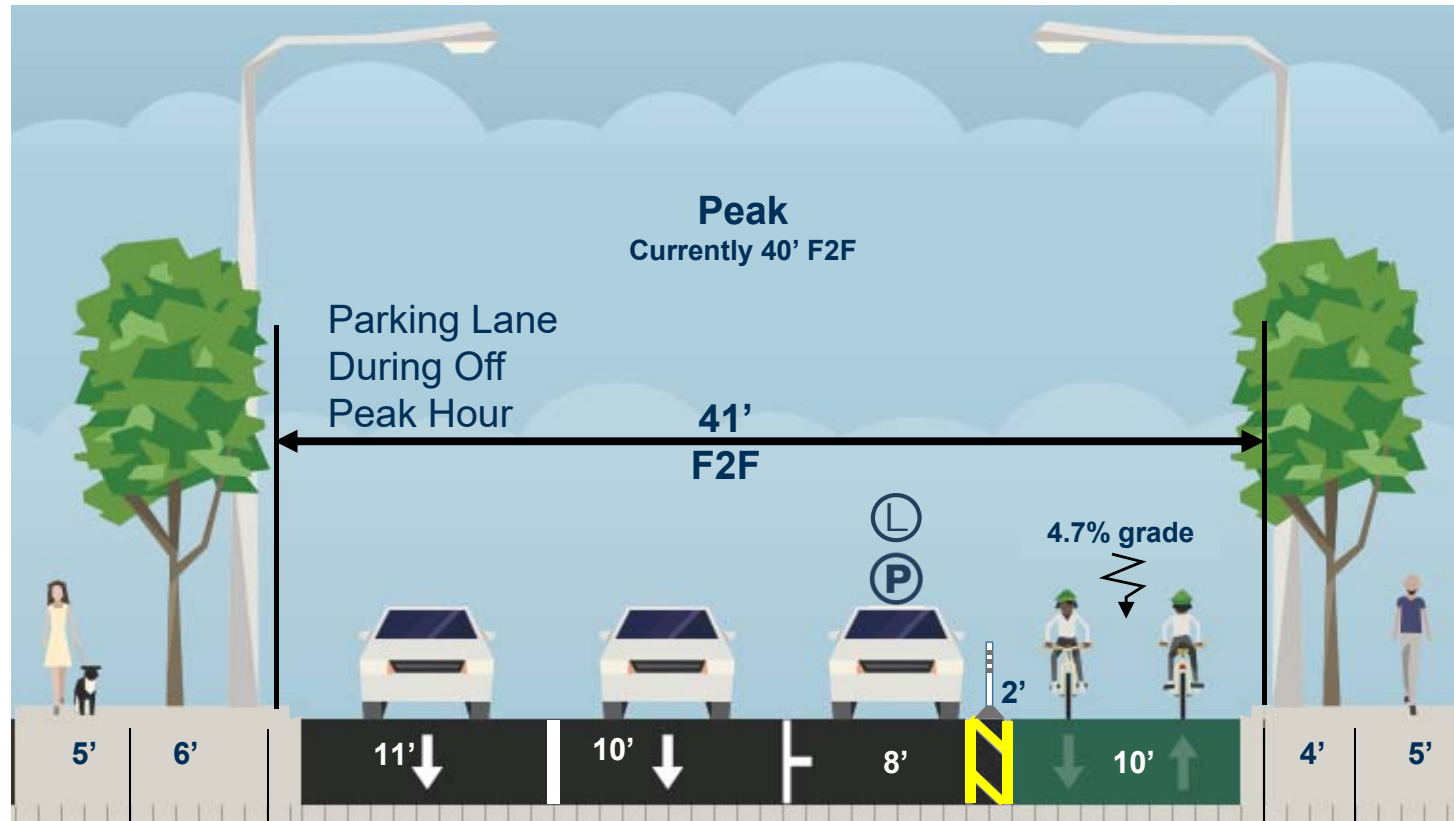 Peak
Currently 40’ F2F
Parking Lane
During Off
Peak Hour
41’
F2F
L
P
4.7% grade
2’
5’
6’
11’
10’
8’
10’
4’
5’